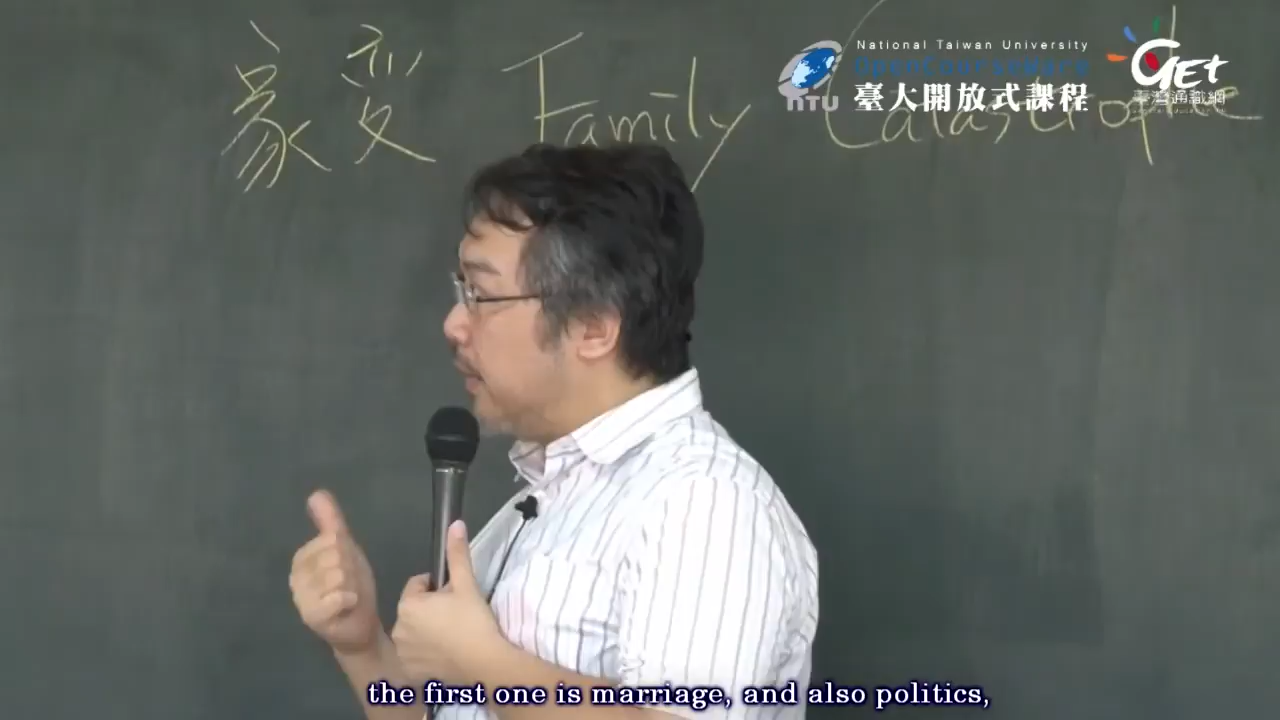 家变 Family Catastrophe
National Taiwan University
OpenCourseWare
NTU 臺大開放式課程
GEt
臺灣通識網
the first one is marriage, and also politics,